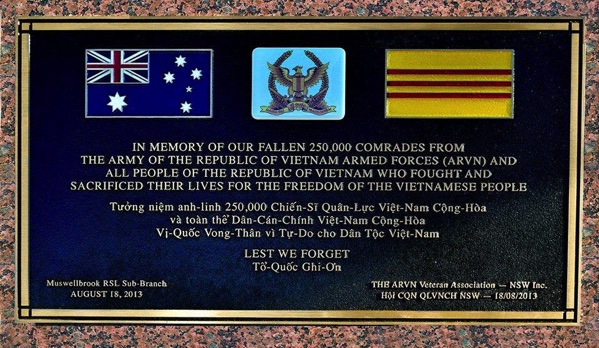 IN MEMORY OF OUR FALLEN 250,000 COMRADES FROM
THE ARMY OF THE REPUBLIC OF VIETNAM ARMED FORCES (ARVN) AND
ALL PEOPLE OF THE REPUBLIC OF VIETNAM WHO FOUGHT AND
SACRIFICED THEIR LIVES FOR THE FREEDOM OF THE VIETNAMESE PEOPLE
Tưởng niệm anh-linh 250,000 Chiến-Sĩ Quân-Lực Việt-Nam Cộng-Hòa
và toàn thể Dân-Cán-Chính Việt-Nam Cộng-Hòa
Vị-Quốc Vong-Thân vì Tự-Do cho Dân Tộc Việt-Nam
LEST WE FORGET
Tổ-Quốc Ghi-Ơn
Muswellbrook RSL Sub-Branch
AUGUST 18, 2013
THE ARVN Veteran Association — NSW Inc.
Hội CQN QLVNCH NSW — 18/08/2013